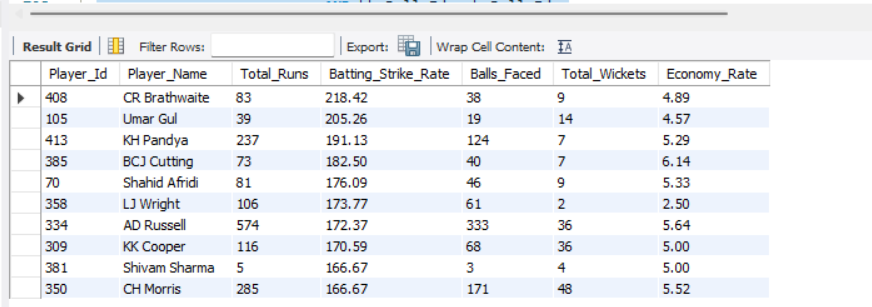 Result Grid Filter Rows: Export: Wrap Cell Content:
Player_Id Player_Name Total_Runs Batting_Strike_Rate Balls_Faced Total_Wickets Economy_Rate
408 CR Brathwaite 83 218.42 38 9 4.89
105 Umar Gul 39 205.26 19 14 4.57
413 KH Pandya 237 191.13 124 7 5.29
385 BCJ Cutting 73 182.50 40 7 6.14
70 Shahid Afridi 81 176.09 46 9 5.33
358 LJ Wright 106 173.77 61 2 2.50
334 AD Russell 574 172.37 333 36 5.64
309 KK Cooper 116 170.59 68 36 5.00
381 Shivam Sharma 5 166.67 3 4 5.00
350 CH Morris 285 166.67 171 48 5.52